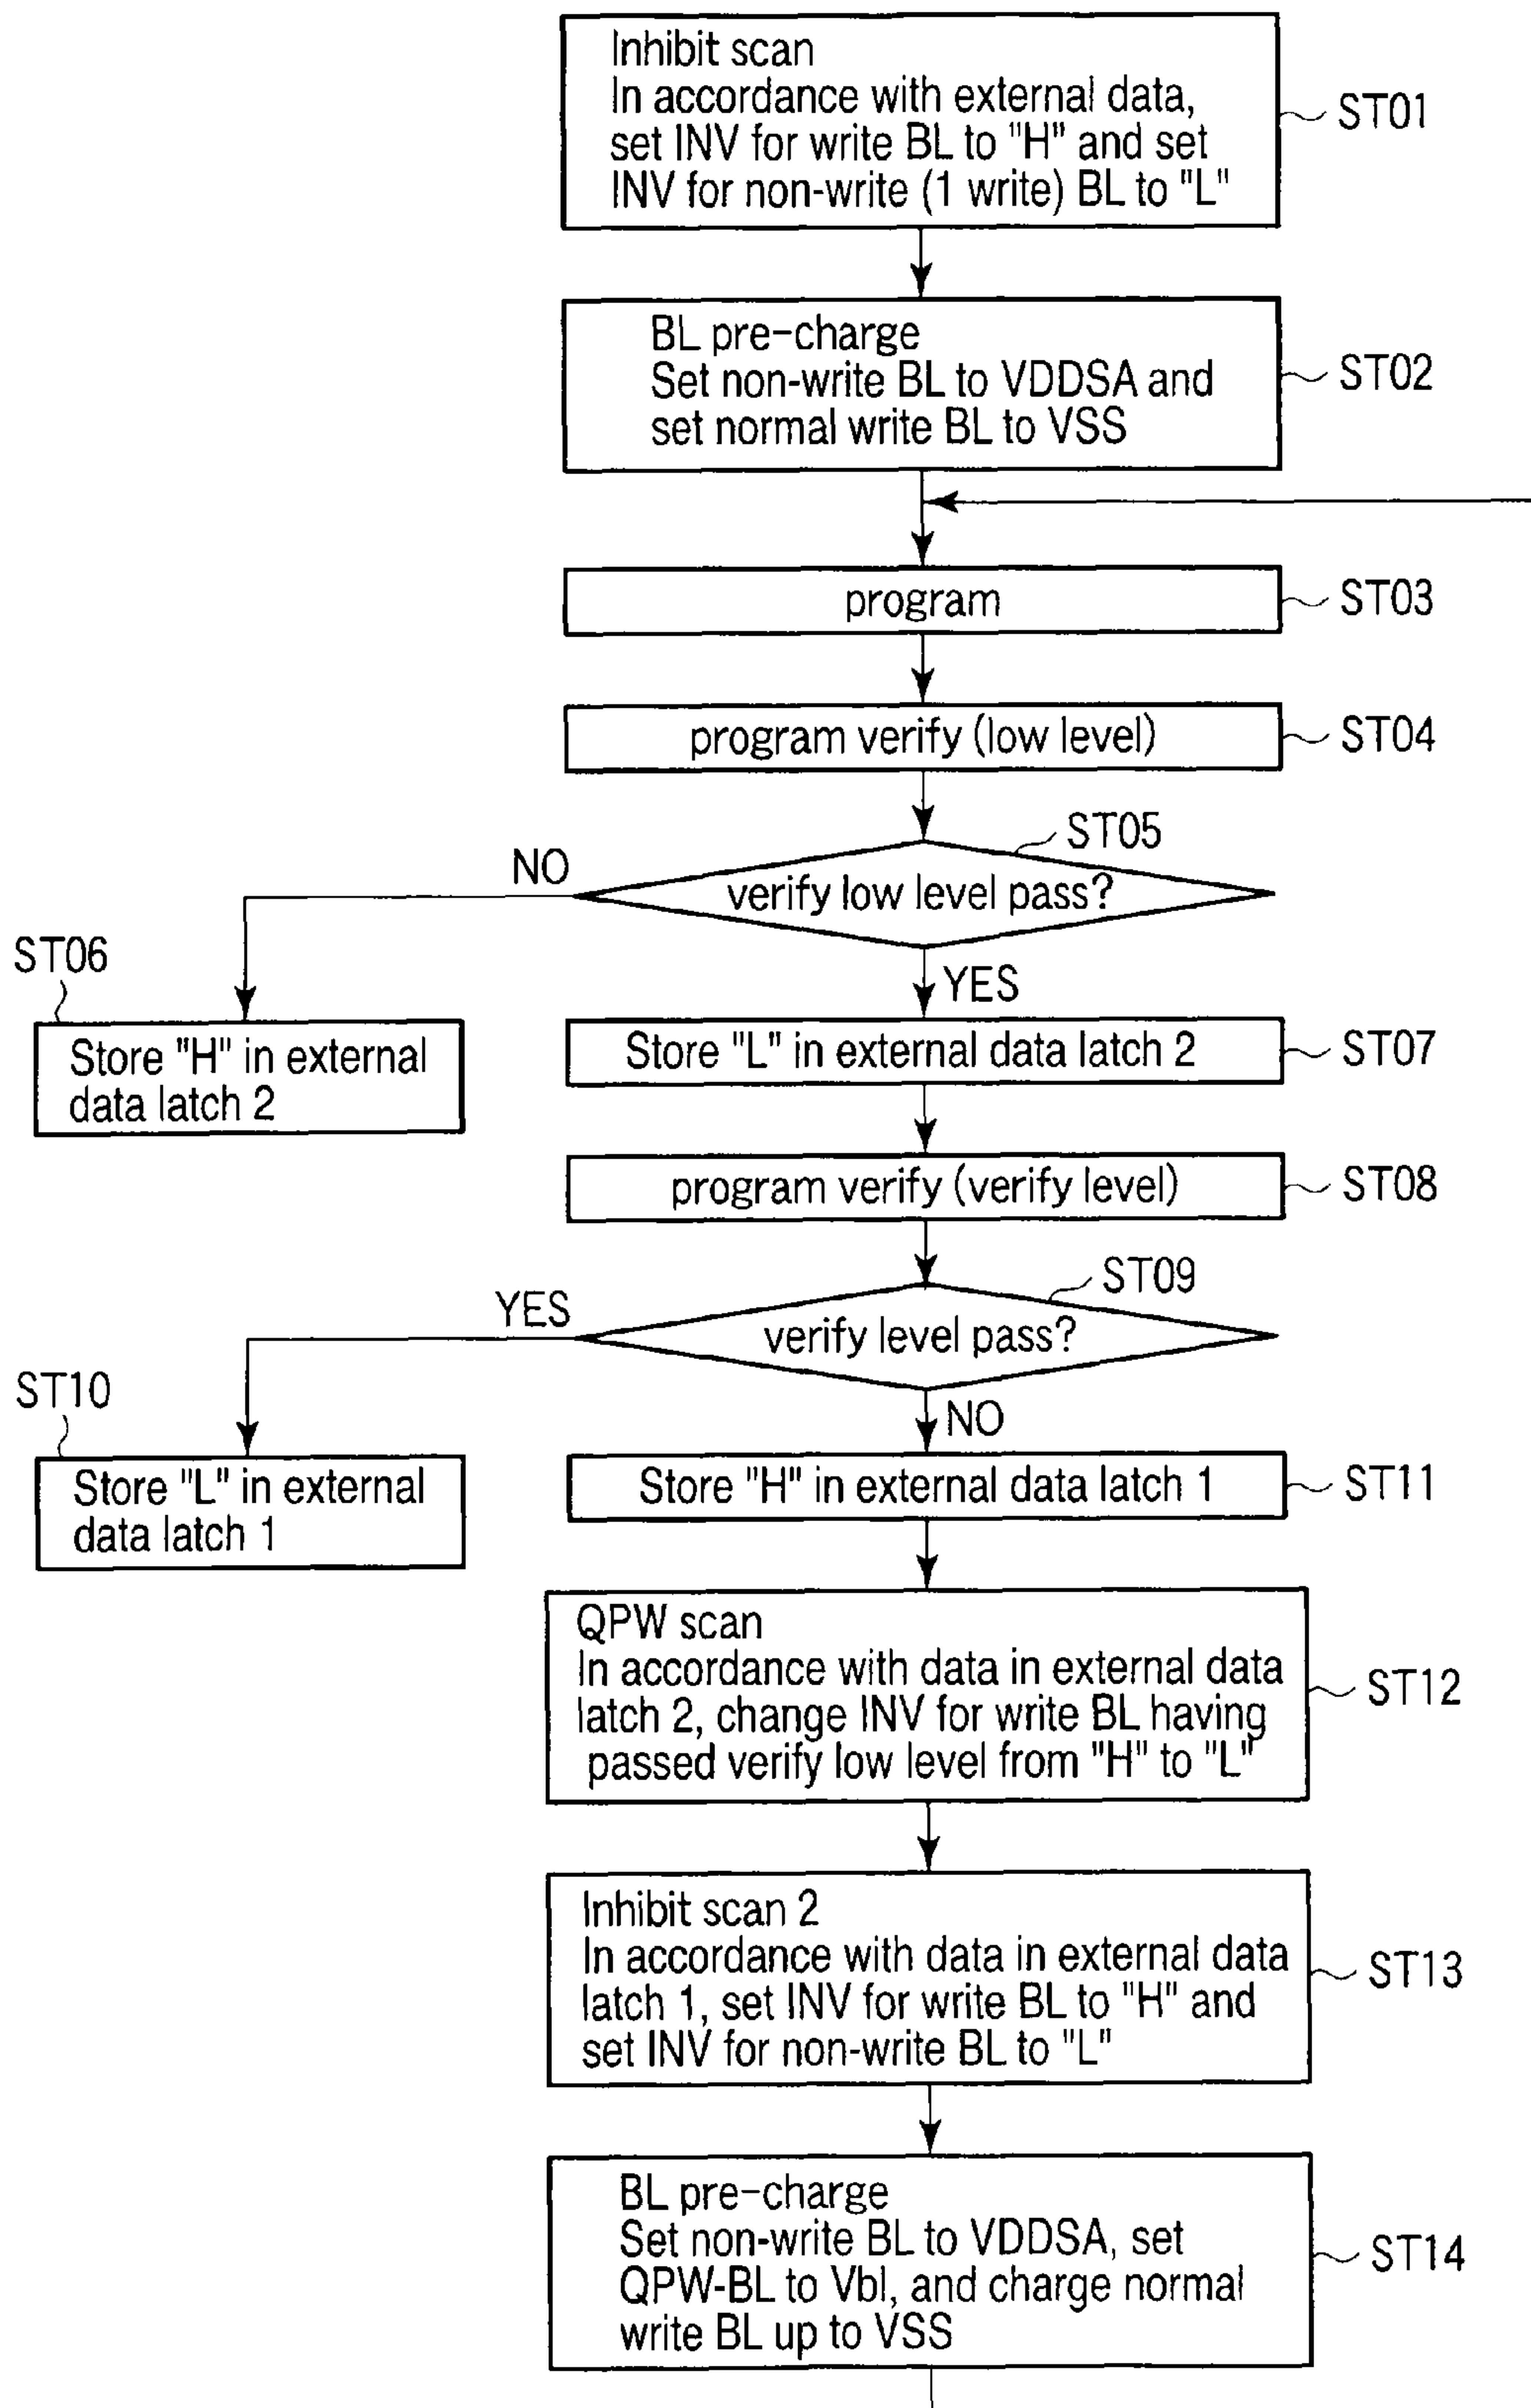 Inhibit scan
In accordance with external data,
set INV for write BL to "H" and set
INV for non-write (1 write) BL to "L"
ST01
BL pre-charge
Set non-write BL to VDDSA and
set normal write BL to VSS
ST02
program
ST03
program verify (low level)
ST04
ST05
NO
verify low level pass?
ST06
YES
Store "H" in external
data latch 2
Store "L" in external data latch 2
ST07
program verify (verify level)
ST08
ST09
YES
verify level pass?
ST10
NO
Store "L" in external
data latch 1
Store "H" in external data latch 1
ST11
QPW scan
In accordance with data in external data
latch 2, change INV for write BL having
passed verify low level from "H" to "L"
ST12
Inhibit scan 2
In accordance with data in external data
latch 1, set INV for write BL to "H" and
set INV for non-write BL to "L"
ST13
BL pre-charge
Set non-write BL to VDDSA, set
QPW-BL to Vbl, and charge normal
write BL up to VSS
ST14